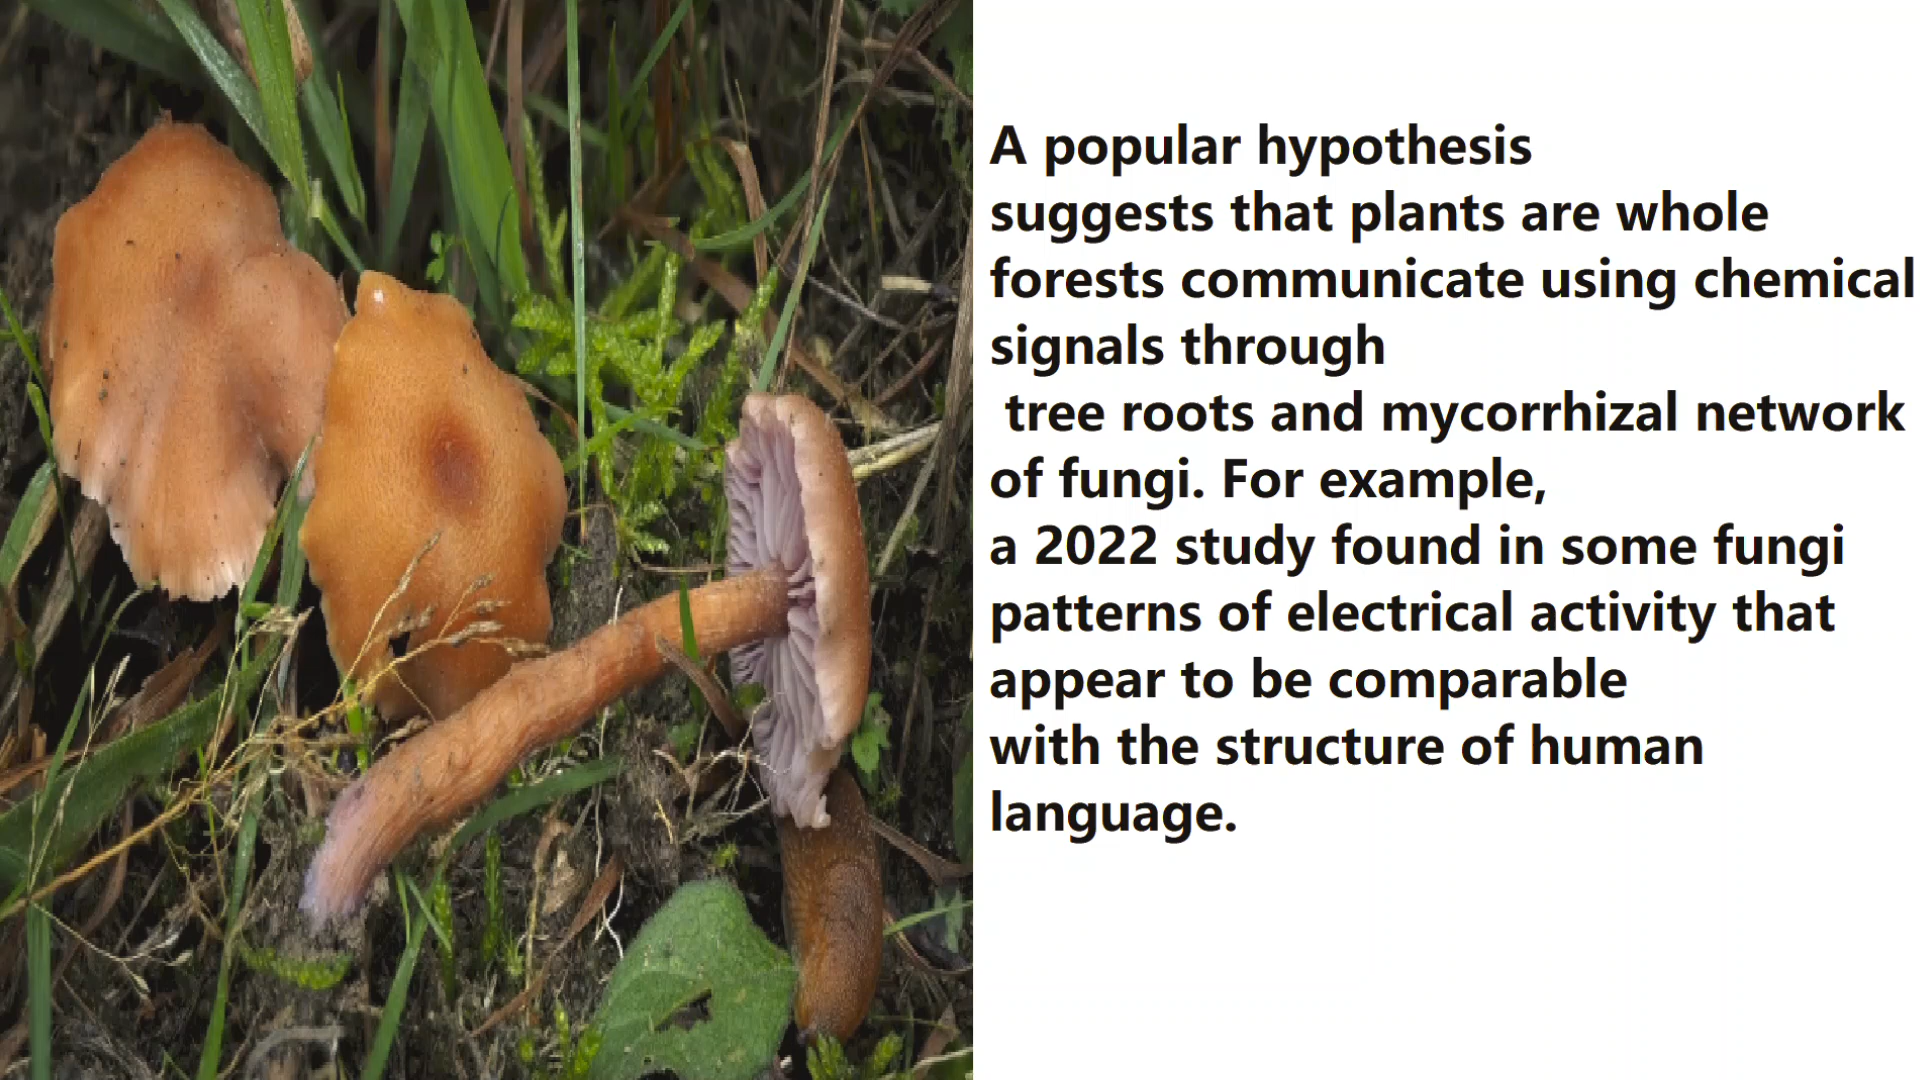 A popular hypothesis
suggests that plants are whole
forests communicate using chemical
signals through
tree roots and mycorrhizal network
of fungi. For example,
a 2022 study found in some fungi
patterns of electrical activity that
appear to be comparable
with the structure of human
language.